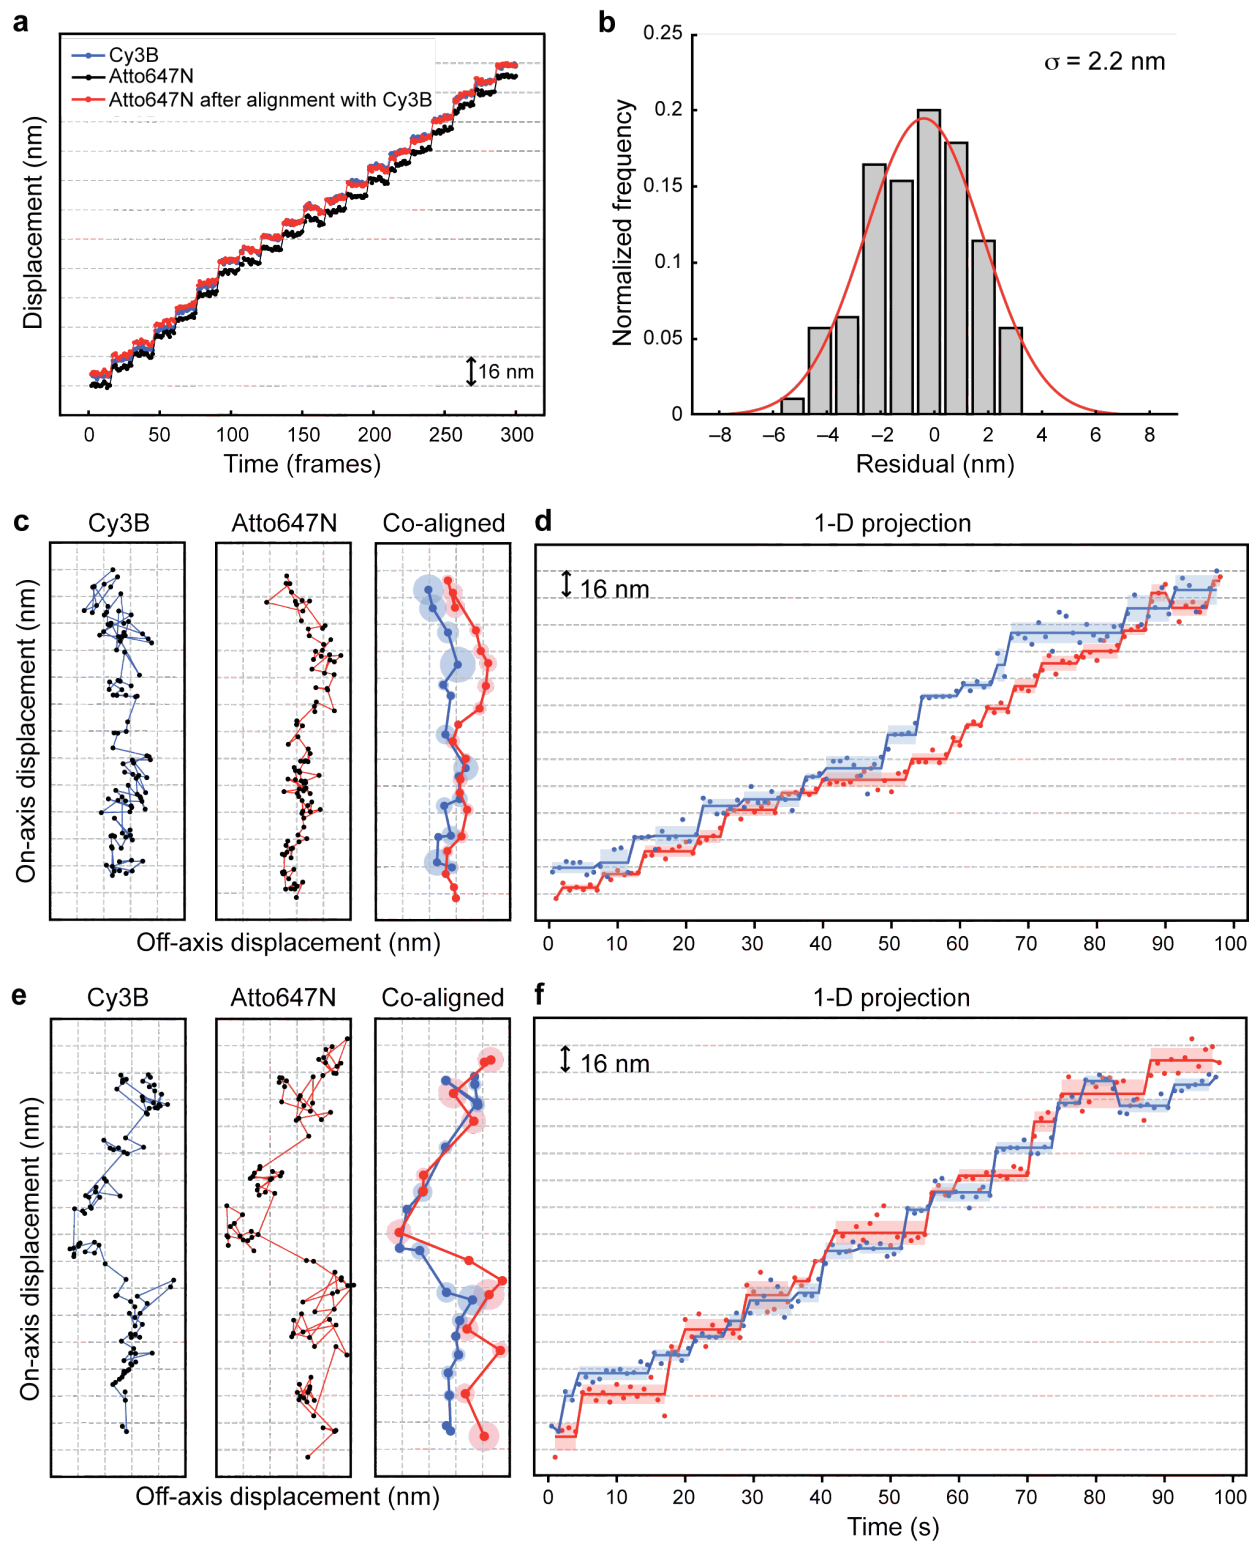 a
Cy3B
Atto647N
Atto647N after alignment with Cy3B
Displacement (nm)
16 nm
0 50 100 150 200 250 300
Time (frames)
b
0.25
0.2
0.15
0.1
0.05
0
σ = 2.2 nm
Normalized frequency
−8 −6 −4 −2 0 2 4 6 8
Residual (nm)
c
Cy3B
Atto647N
Co-aligned
On-axis displacement (nm)
Off-axis displacement (nm)
d
1-D projection
16 nm
0 10 20 30 40 50 60 70 80 90 100
e
Cy3B
Atto647N
Co-aligned
On-axis displacement (nm)
Off-axis displacement (nm)
f
1-D projection
16 nm
0 10 20 30 40 50 60 70 80 90 100
Time (s)